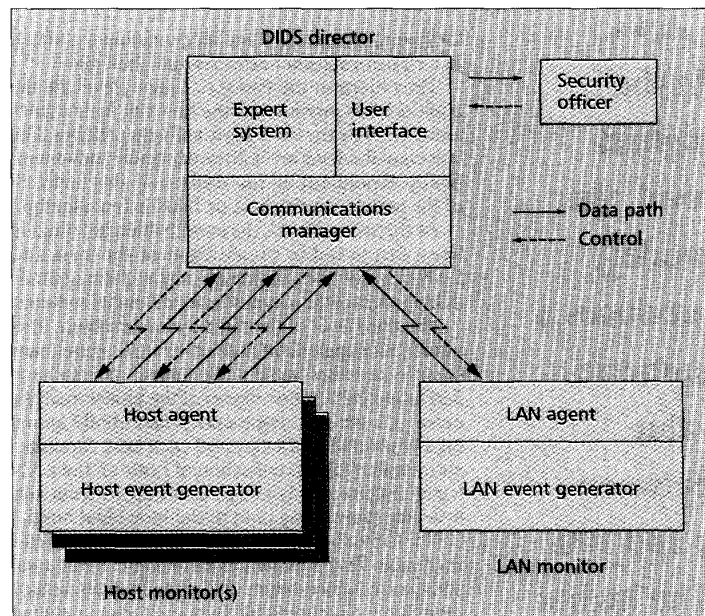 DIDS director
Expert
system
User
interface
Security
officer
Communications
manager
Data path
Control
Host agent
Host event generator
LAN agent
LAN event generator
Host monitor(s)
LAN monitor